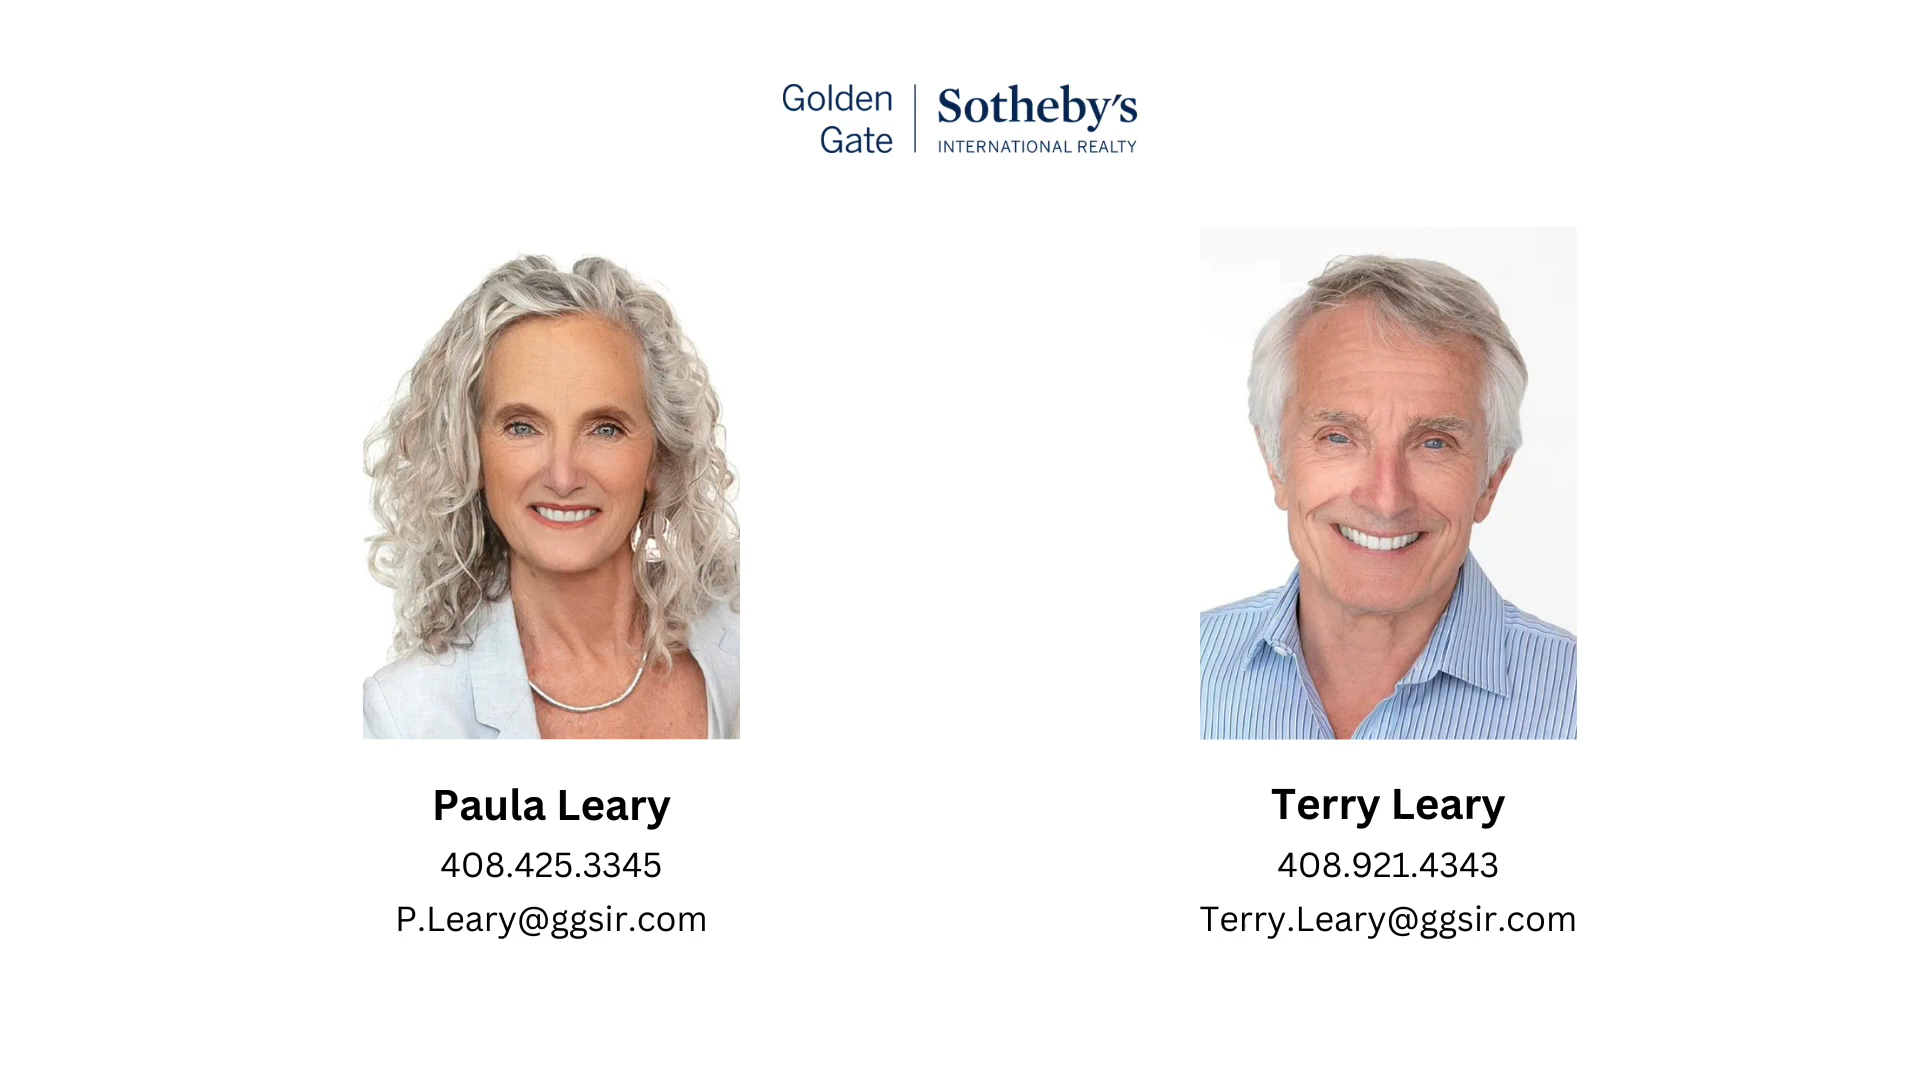 Golden
Gate
Sotheby's
INTERNATIONAL REALTY
Paula Leary
408.425.3345
P.Leary@ggsir.com
Terry Leary
408.921.4343
Terry.Leary@ggsir.com